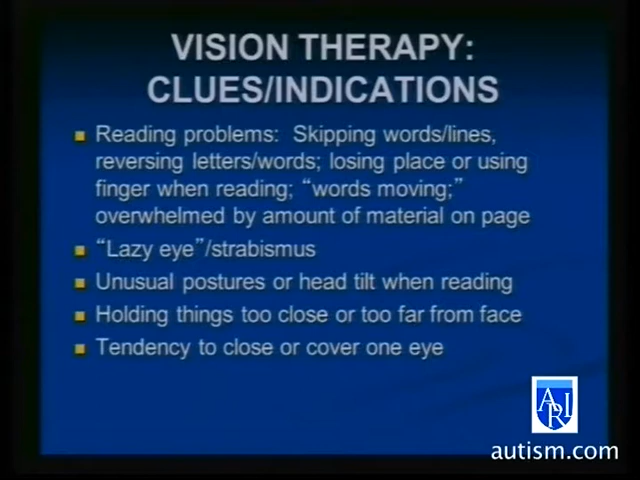 VISION THERAPY:
CLUES/INDICATIONS
Reading problems: Skipping words/lines,
reversing letters/words; losing place or using
finger when reading; “words moving;”
overwhelmed by amount of material on page
“Lazy eye”/strabismus
Unusual postures or head tilt when reading
Holding things too close or too far from face
Tendency to close or cover one eye
ARI
autism.com